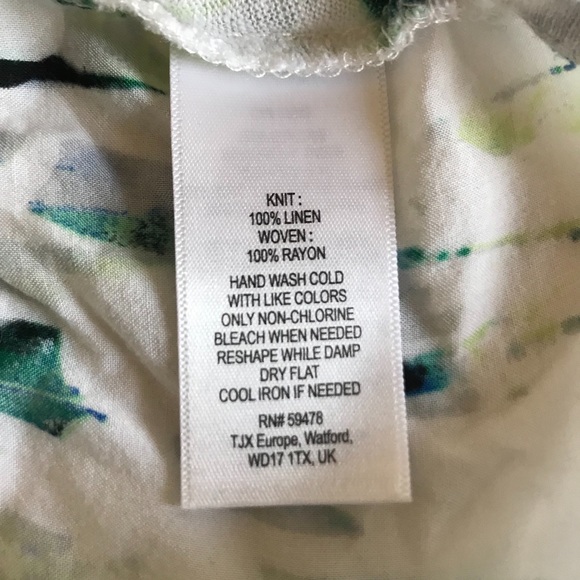 KNIT :
100% LINEN
WOVEN :
100% RAYON
HAND WASH COLD
WITH LIKE COLORS
ONLY NON-CHLORINE
BLEACH WHEN NEEDED
RESHAPE WHILE DAMP
DRY FLAT
COOL IRON IF NEEDED
RN# 59478
TJX Europe, Watford,
WD17 1TX, UK